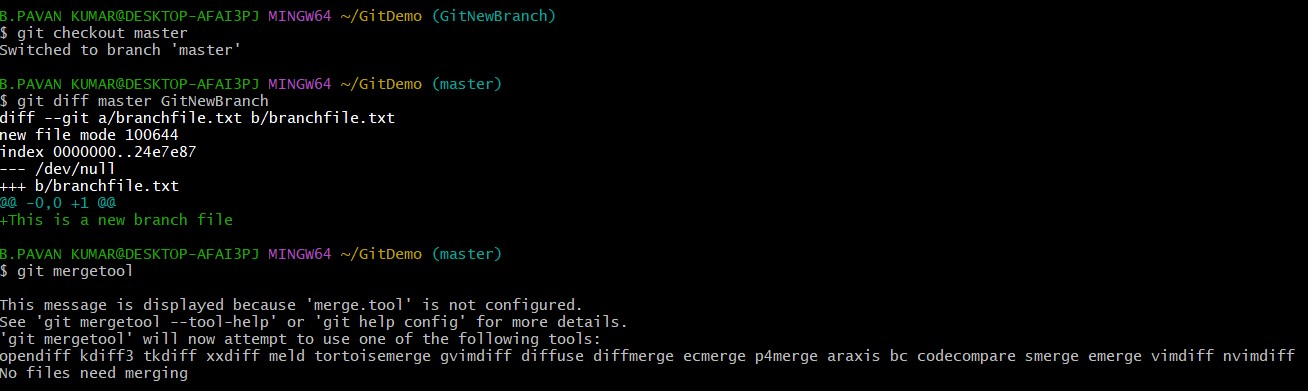 B.PAVAN KUMAR@DESKTOP-AFAI3PJ MINGW64 ~/GitDemo (GitNewBranch)
$ git checkout master
Switched to branch 'master'
B.PAVAN KUMAR@DESKTOP-AFAI3PJ MINGW64 ~/GitDemo (master)
$ git diff master GitNewBranch
diff --git a/branchfile.txt b/branchfile.txt
new file mode 100644
index 0000000..24e7e87
--- /dev/null
+++ b/branchfile.txt
@@ -0,0 +1 @@
+This is a new branch file
B.PAVAN KUMAR@DESKTOP-AFAI3PJ MINGW64 ~/GitDemo (master)
$ git mergetool
This message is displayed because 'merge.tool' is not configured.
See 'git mergetool --tool-help' or 'git help config' for more details.
'git mergetool' will now attempt to use one of the following tools:
opendiff kdiff3 tkdiff xxdiff meld tortoisemerge gvimdiff diffuse diffmerge ecmerge p4merge araxis bc codecompare smerge emerge vimdiff nvimdiff
No files need merging